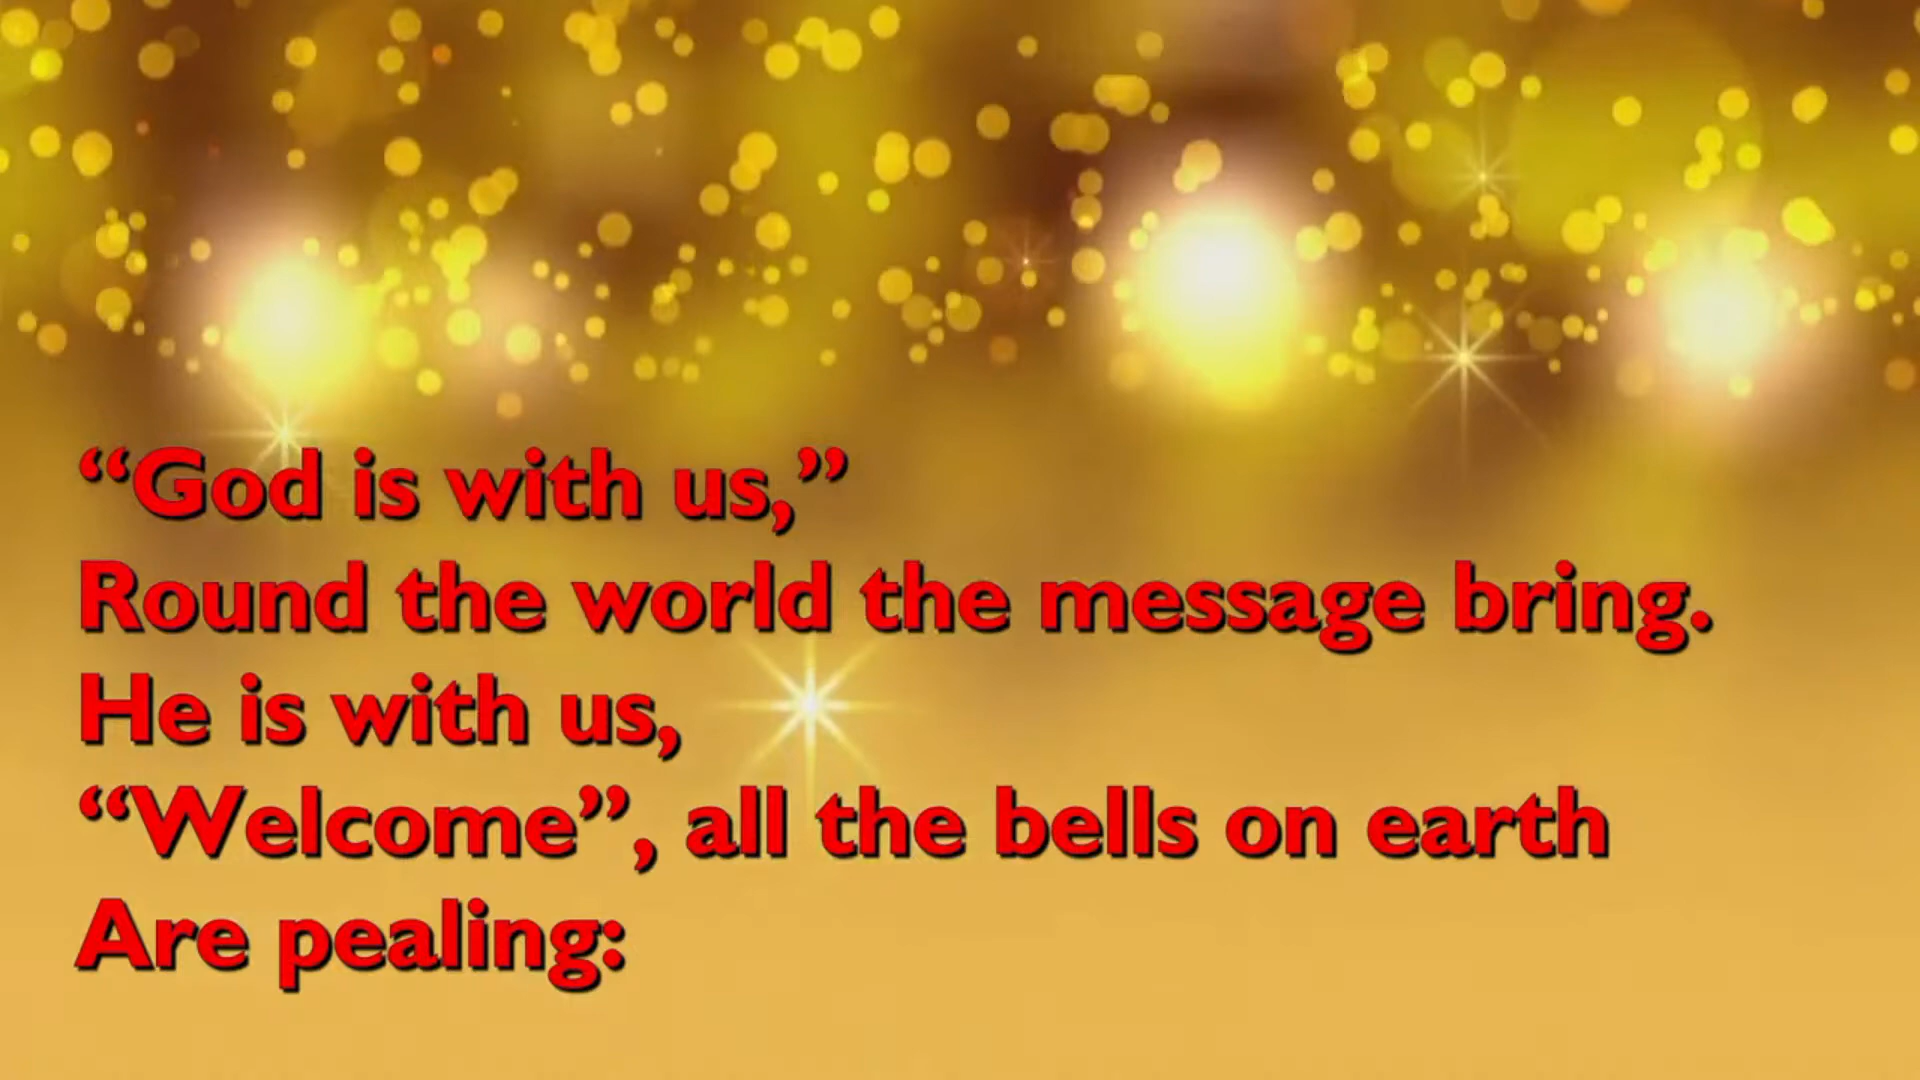 “God is with us,”
Round the world the message bring.
He is with us,
“Welcome”, all the bells on earth
Are pealing: